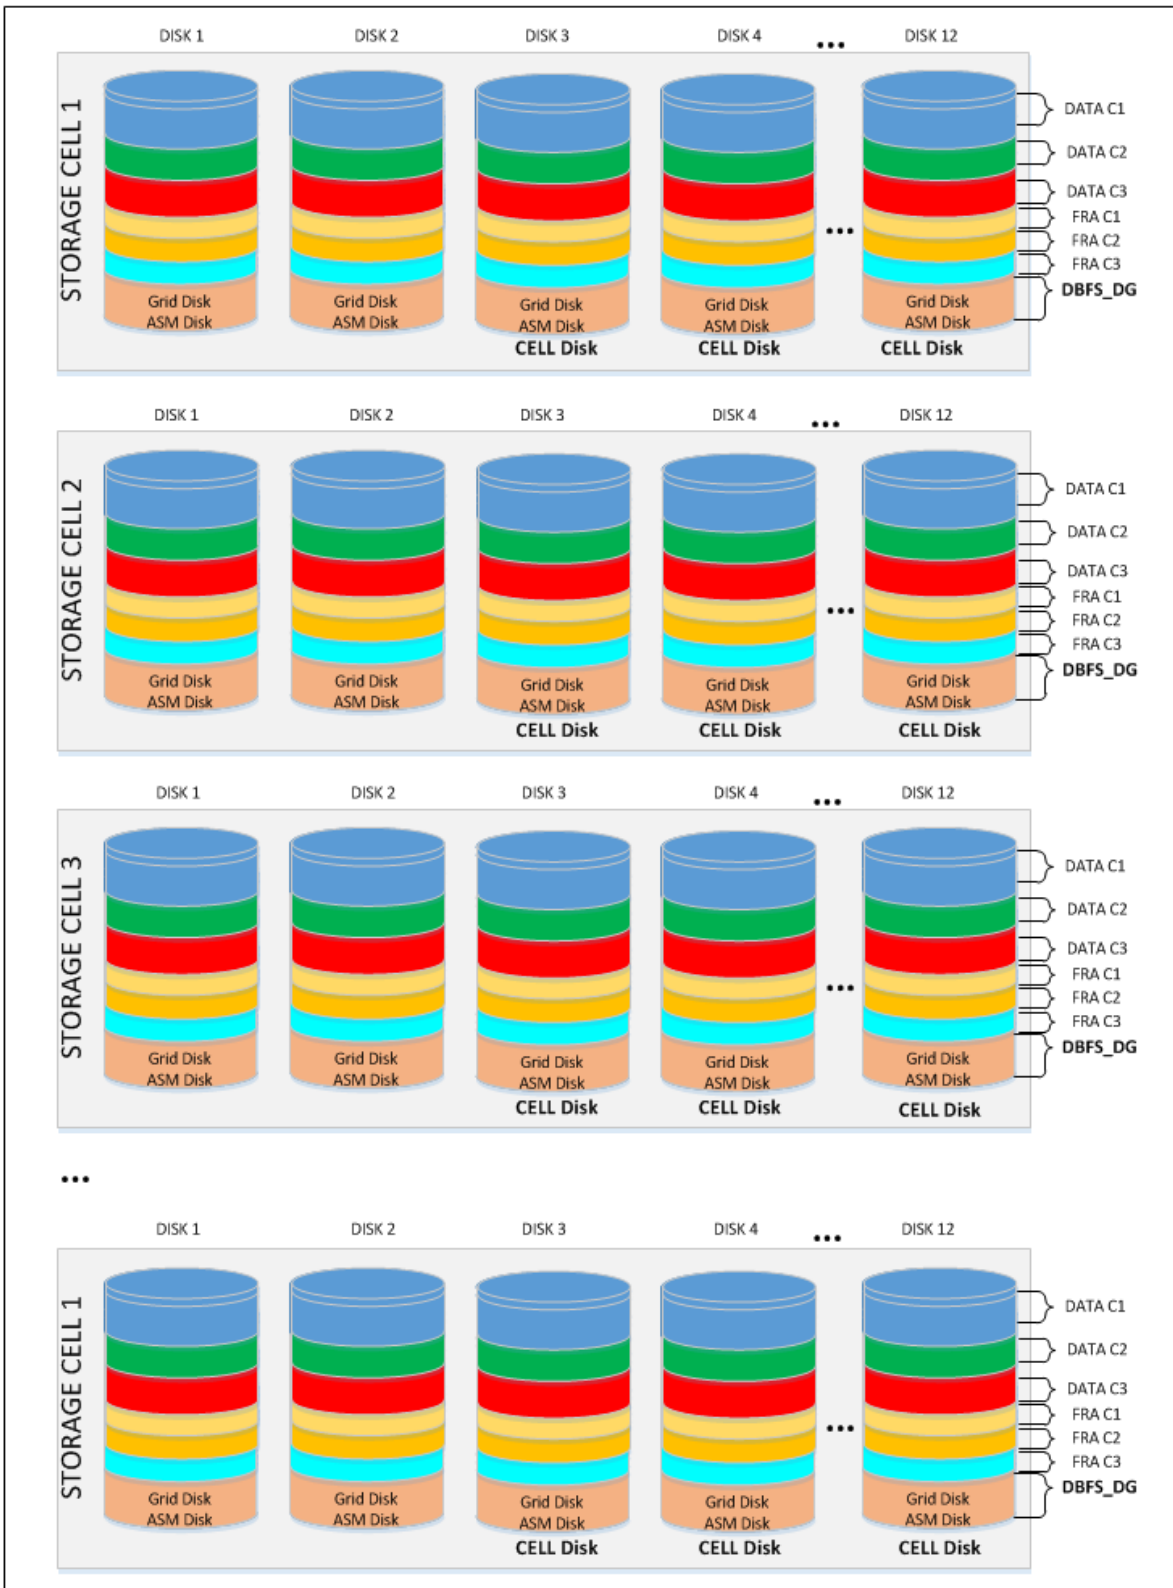 DISK 1 DISK 2 DISK 3 DISK 4 ... DISK 12
STORAGE CELL 1
DATA C1
DATA C2
DATA C3
FRA C1
...
FRA C2
FRA C3
DBFS_DG
Grid Disk Grid Disk Grid Disk Grid Disk Grid Disk
ASM Disk ASM Disk ASM Disk ASM Disk ASM Disk
CELL Disk CELL Disk CELL Disk
DISK 1 DISK 2 DISK 3 DISK 4 ... DISK 12
STORAGE CELL 2
DATA C1
DATA C2
DATA C3
FRA C1
...
FRA C2
FRA C3
DBFS_DG
Grid Disk Grid Disk Grid Disk Grid Disk Grid Disk
ASM Disk ASM Disk ASM Disk ASM Disk ASM Disk
CELL Disk CELL Disk CELL Disk
DISK 1 DISK 2 DISK 3 DISK 4 ... DISK 12
STORAGE CELL 3
DATA C1
DATA C2
DATA C3
FRA C1
...
FRA C2
FRA C3
DBFS_DG
Grid Disk Grid Disk Grid Disk Grid Disk Grid Disk
ASM Disk ASM Disk ASM Disk ASM Disk ASM Disk
CELL Disk CELL Disk CELL Disk
...
DISK 1 DISK 2 DISK 3 DISK 4 ... DISK 12
STORAGE CELL 1
DATA C1
DATA C2
DATA C3
FRA C1
...
FRA C2
FRA C3
DBFS_DG
Grid Disk Grid Disk Grid Disk Grid Disk Grid Disk
ASM Disk ASM Disk ASM Disk ASM Disk ASM Disk
CELL Disk CELL Disk CELL Disk